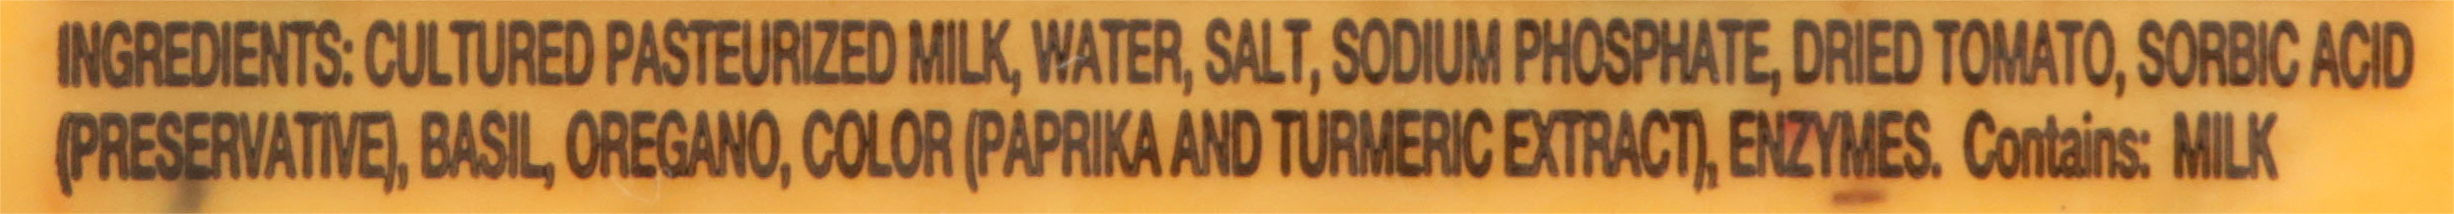 INGREDIENTS: CULTURED PASTEURIZED MILK, WATER, SALT, SODIUM PHOSPHATE, DRIED TOMATO, SORBIC ACID
(PRESERVATIVE), BASIL, OREGANO, COLOR (PAPRIKA AND TURMERIC EXTRACT), ENZYMES. Contains: MILK